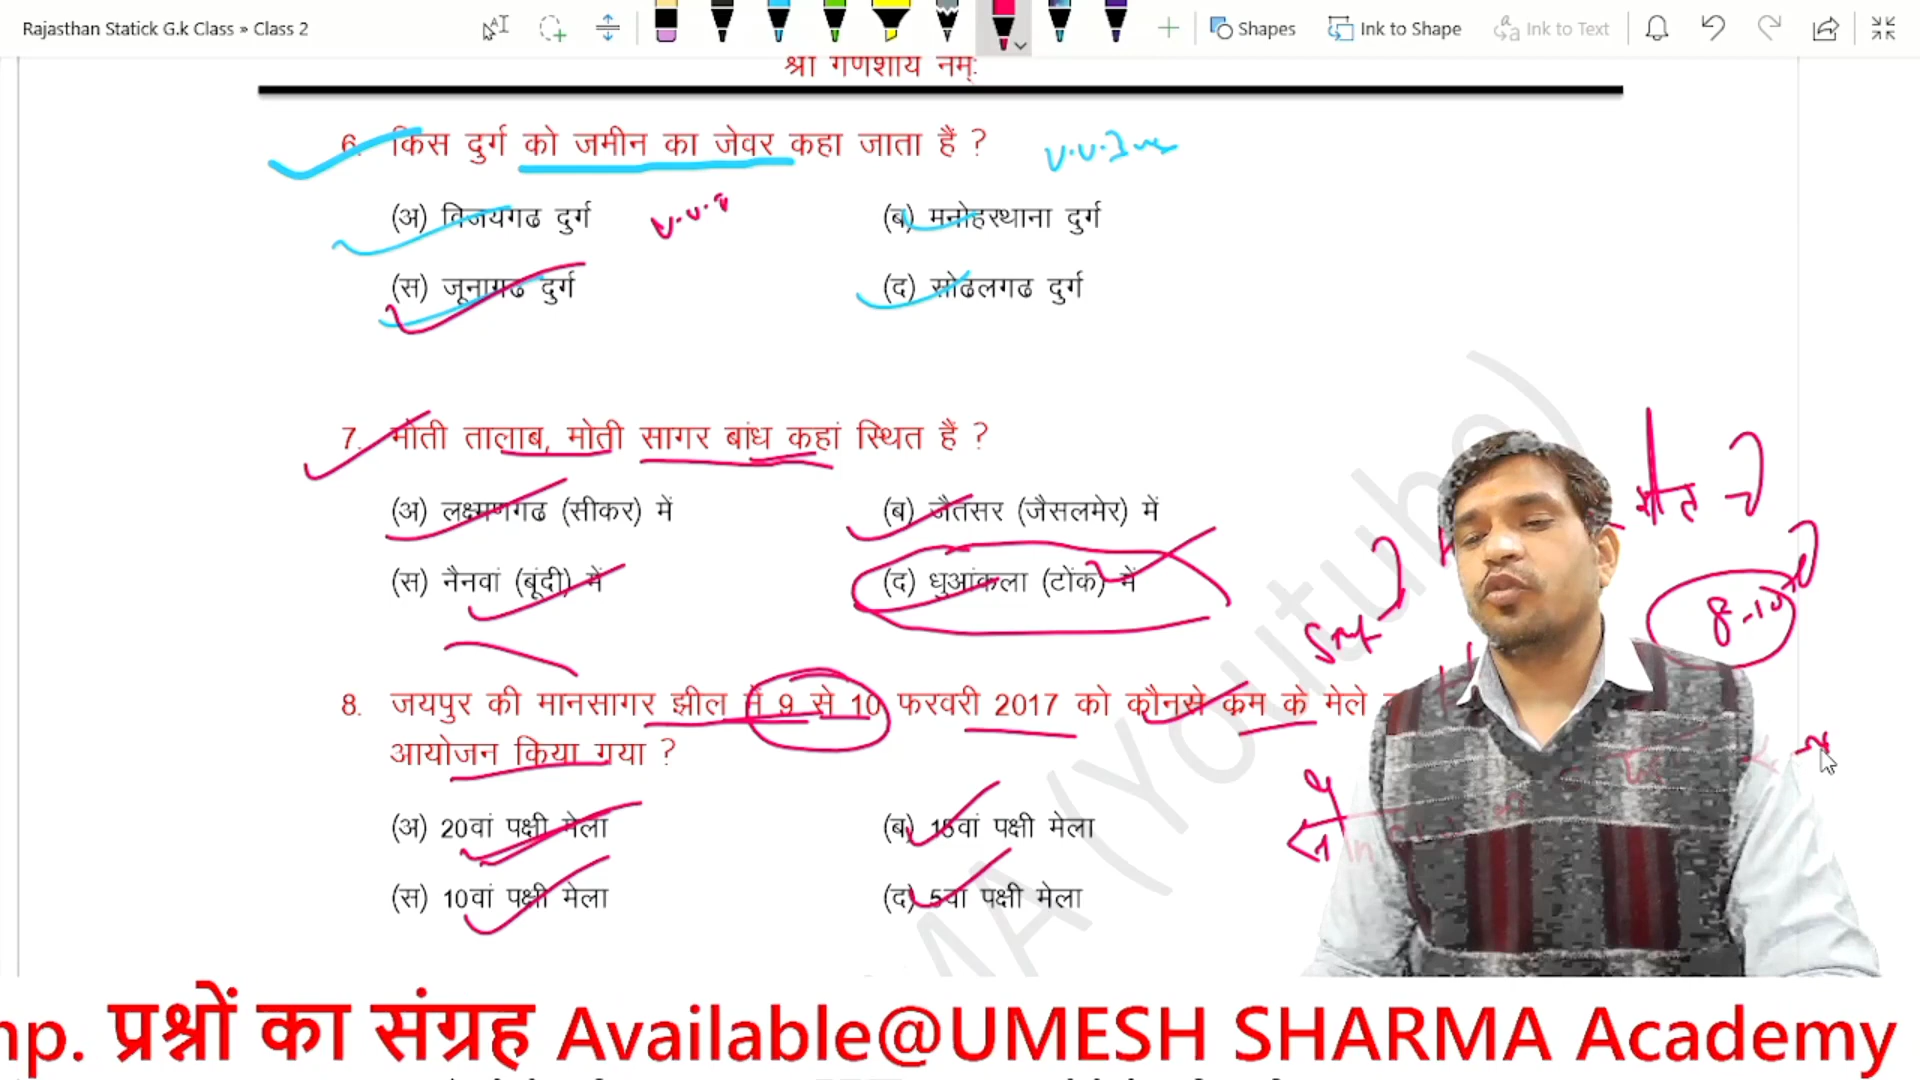 Rajasthan Statick G.k Class » Class 2
Shapes
Ink to Shape
Ink to Text
श्री गणेशाय नम्:
6. किस दुर्ग को जमीन का जेवर कहा जाता हैं ?
(अ) विजयगढ दुर्ग
(ब) मनोहरथाना दुर्ग
(स) जूनागढ दुर्ग
(द) सोढलगढ दुर्ग
7. मोती तालाब, मोती सागर बांध कहां स्थित हैं ?
(अ) लक्ष्मणगढ (सीकर) में
(ब) जैतसर (जैसलमेर) में
(स) नैनवां (बूंदी) में
(द) धुआंकला (टोंक) में
8. जयपुर की मानसागर झील में 9 से 10 फरवरी 2017 को कौनसे क्रम के मेले
आयोजन किया गया ?
(अ) 20वां पक्षी मेला
(ब) 15वां पक्षी मेला
(स) 10वां पक्षी मेला
(द) 5वां पक्षी मेला
MA (Youtube)
mp. प्रश्नों का संग्रह Available@UMESH SHARMA Academy